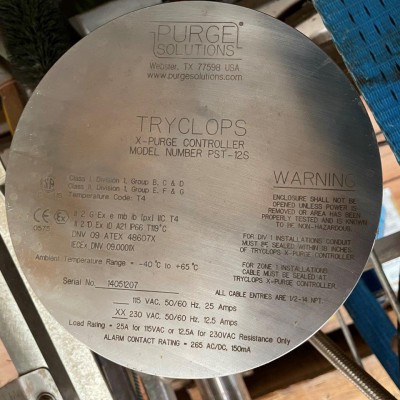 PURGE
SOLUTIONS
Webster, TX 77598 USA
www.purgesolutions.com
TRYCLOPS
X-PURGE CONTROLLER
MODEL NUMBER PST-12S
Class I, Division I, Group B, C & D
Class II, Division I, Group E, F & G
Temperature Code: T4
II 2 G Ex e mb ib [px] IIC T4
II 2 D Ex tD A21 IP66 T119°C
DNV 09 ATEX 48607X
IECEx DNV 09.0001X
Ambient Temperature Range = -40°C to +65°C
Serial No. 14051207
115 VAC, 50/60 Hz, 25 Amps
XX 230 VAC, 50/60 Hz, 12.5 Amps
Load Rating = 25A for 115VAC or 12.5A for 230VAC Resistance Only
ALARM CONTACT RATING = 265 AC/DC, 150mA
WARNING
ENCLOSURE SHALL NOT BE
OPENED UNLESS POWER IS
REMOVED OR AREA HAS BEEN
PROPERLY TESTED AND IS KNOWN
TO BE NON-HAZARDOUS.
FOR DIV 1 INSTALLATIONS CONDUIT
MUST BE SEALED WITHIN 18 INCHES
OF TRYCLOPS X-PURGE CONTROLLER
FOR ZONE 1 INSTALLATIONS
CABLE MUST BE SEALED AT
TRYCLOPS X-PURGE CONTROLLER
ALL CABLE ENTRIES ARE 1/2-14 NPT